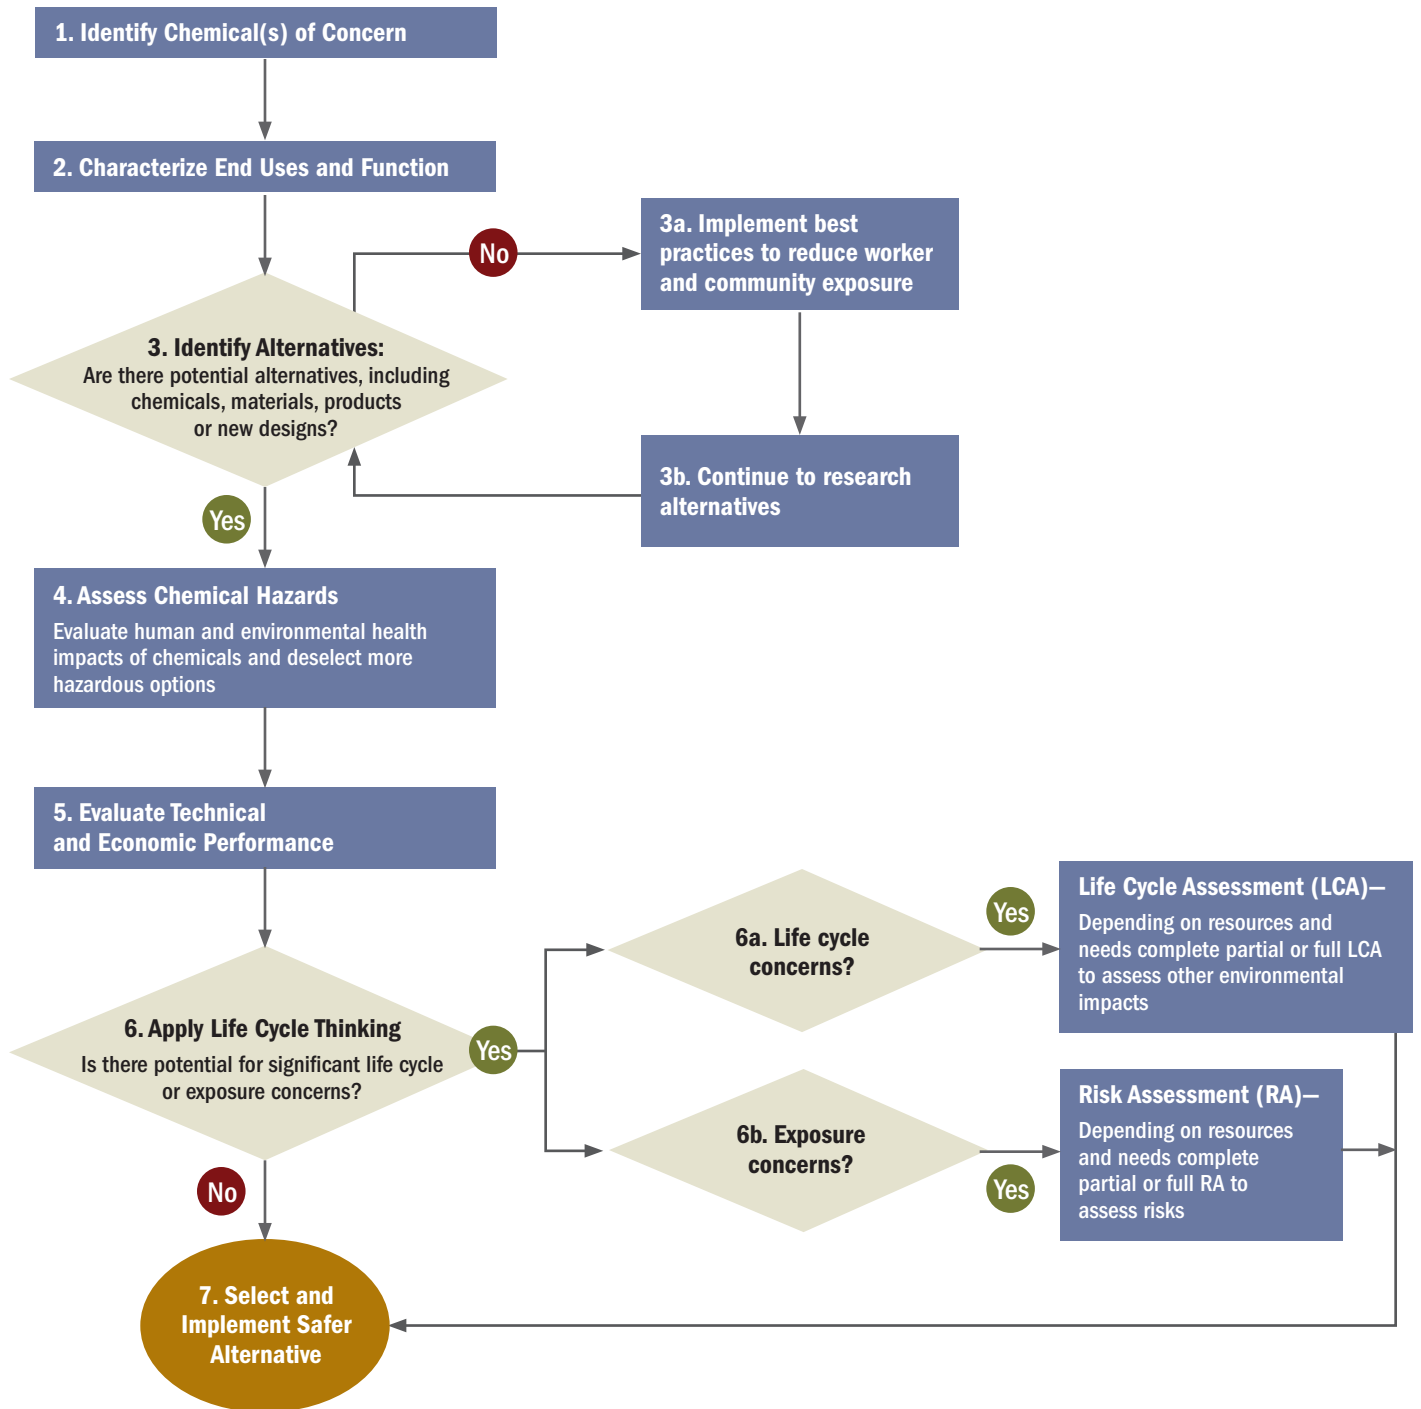 1. Identify Chemical(s) of Concern
2. Characterize End Uses and Function
No
3a. Implement best
practices to reduce worker
and community exposure
3. Identify Alternatives:
Are there potential alternatives, including
chemicals, materials, products
or new designs?
3b. Continue to research
alternatives
Yes
4. Assess Chemical Hazards
Evaluate human and environmental health
impacts of chemicals and deselect more
hazardous options
5. Evaluate Technical
and Economic Performance
6. Apply Life Cycle Thinking
Is there potential for significant life cycle
or exposure concerns?
Yes
6a. Life cycle
concerns?
Yes
Life Cycle Assessment (LCA)—
Depending on resources and
needs complete partial or full LCA
to assess other environmental
impacts
6b. Exposure
concerns?
Yes
Risk Assessment (RA)—
Depending on resources
and needs complete
partial or full RA to
assess risks
No
7. Select and
Implement Safer
Alternative